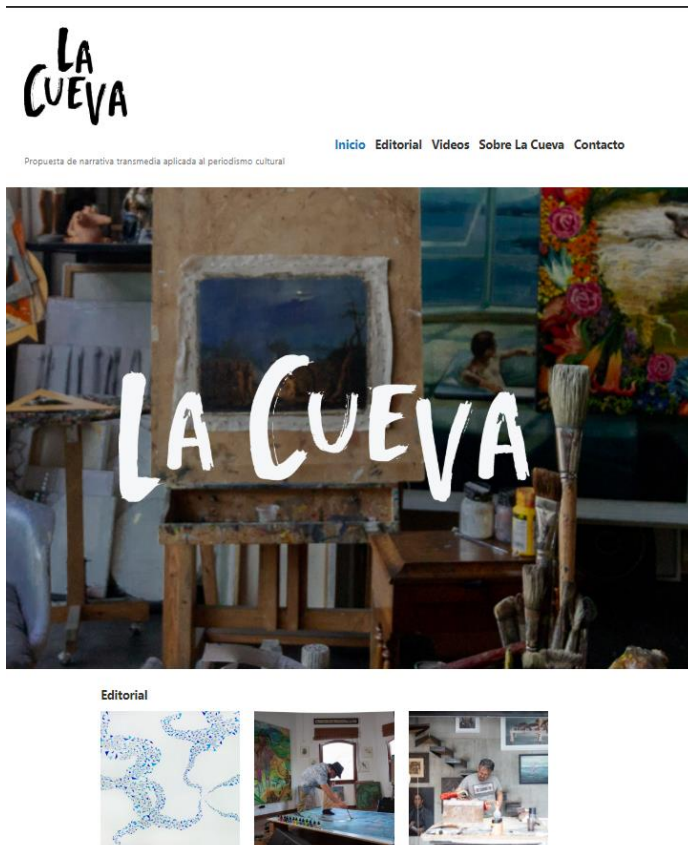 LA
CUEVA
Inicio Editorial Videos Sobre La Cueva Contacto
Propuesta de narrativa transmedia aplicada al periodismo cultural
LA CUEVA
Editorial